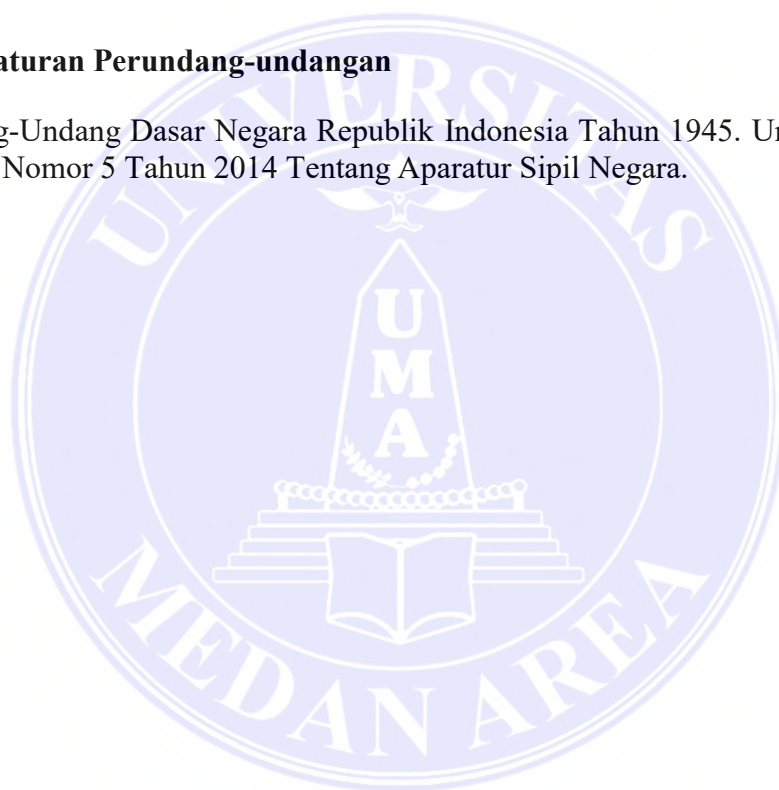 aturan Perundang-undangan
g-Undang Dasar Negara Republik Indonesia Tahun 1945. Un
Nomor 5 Tahun 2014 Tentang Aparatur Sipil Negara.
UNIVERSITAS
U
M
A
MEDAN AREA